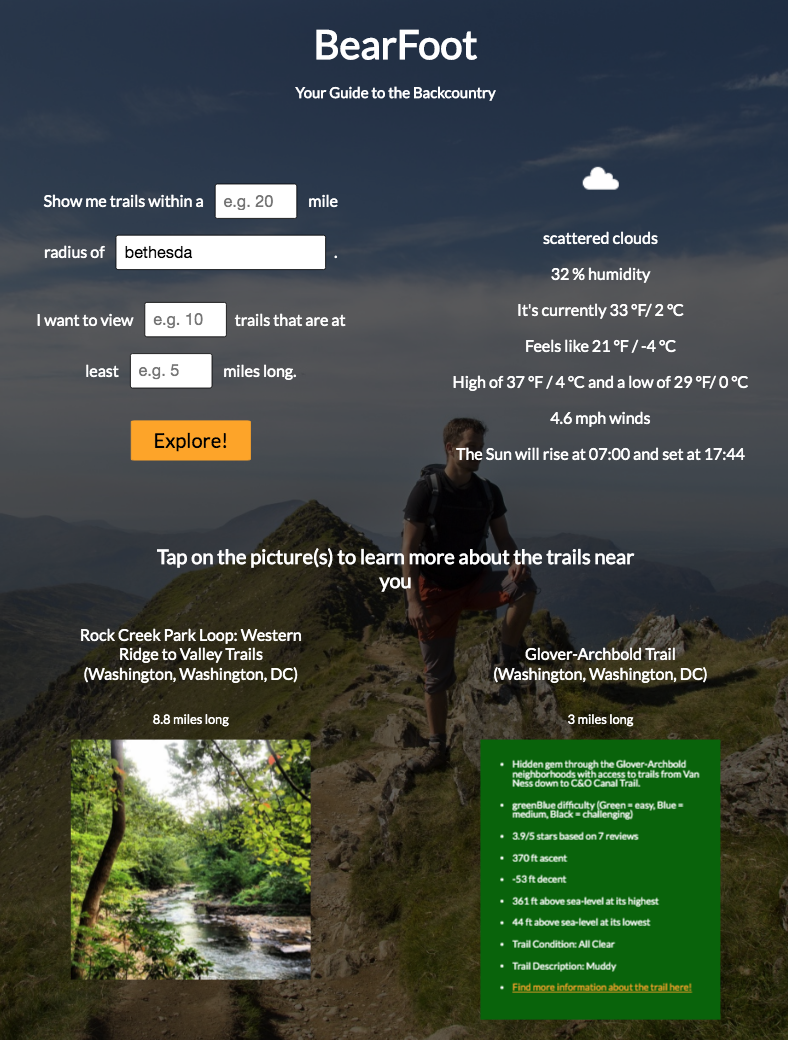 BearFoot
Your Guide to the Backcountry
Show me trails within a e.g. 20 mile
radius of bethesda .
I want to view e.g. 10 trails that are at
least e.g. 5 miles long.
Explore!
scattered clouds
32 % humidity
It's currently 33 °F/ 2 °C
Feels like 21 °F / -4 °C
High of 37 °F / 4 °C and a low of 29 °F/ 0 °C
4.6 mph winds
The Sun will rise at 07:00 and set at 17:44
Tap on the picture(s) to learn more about the trails near
you
Rock Creek Park Loop: Western
Ridge to Valley Trails
(Washington, Washington, DC)
8.8 miles long
Glover-Archbold Trail
(Washington, Washington, DC)
3 miles long
• Hidden gem through the Glover-Archbold
neighborhoods with access to trails from Van
Ness down to C&O Canal Trail.
• greenBlue difficulty (Green = easy, Blue =
medium, Black = challenging)
• 3.9/5 stars based on 7 reviews
• 370 ft ascent
• -53 ft decent
• 361 ft above sea-level at its highest
• 44 ft above sea-level at its lowest
• Trail Condition: All Clear
• Trail Description: Muddy
• Find more information about the trail here!